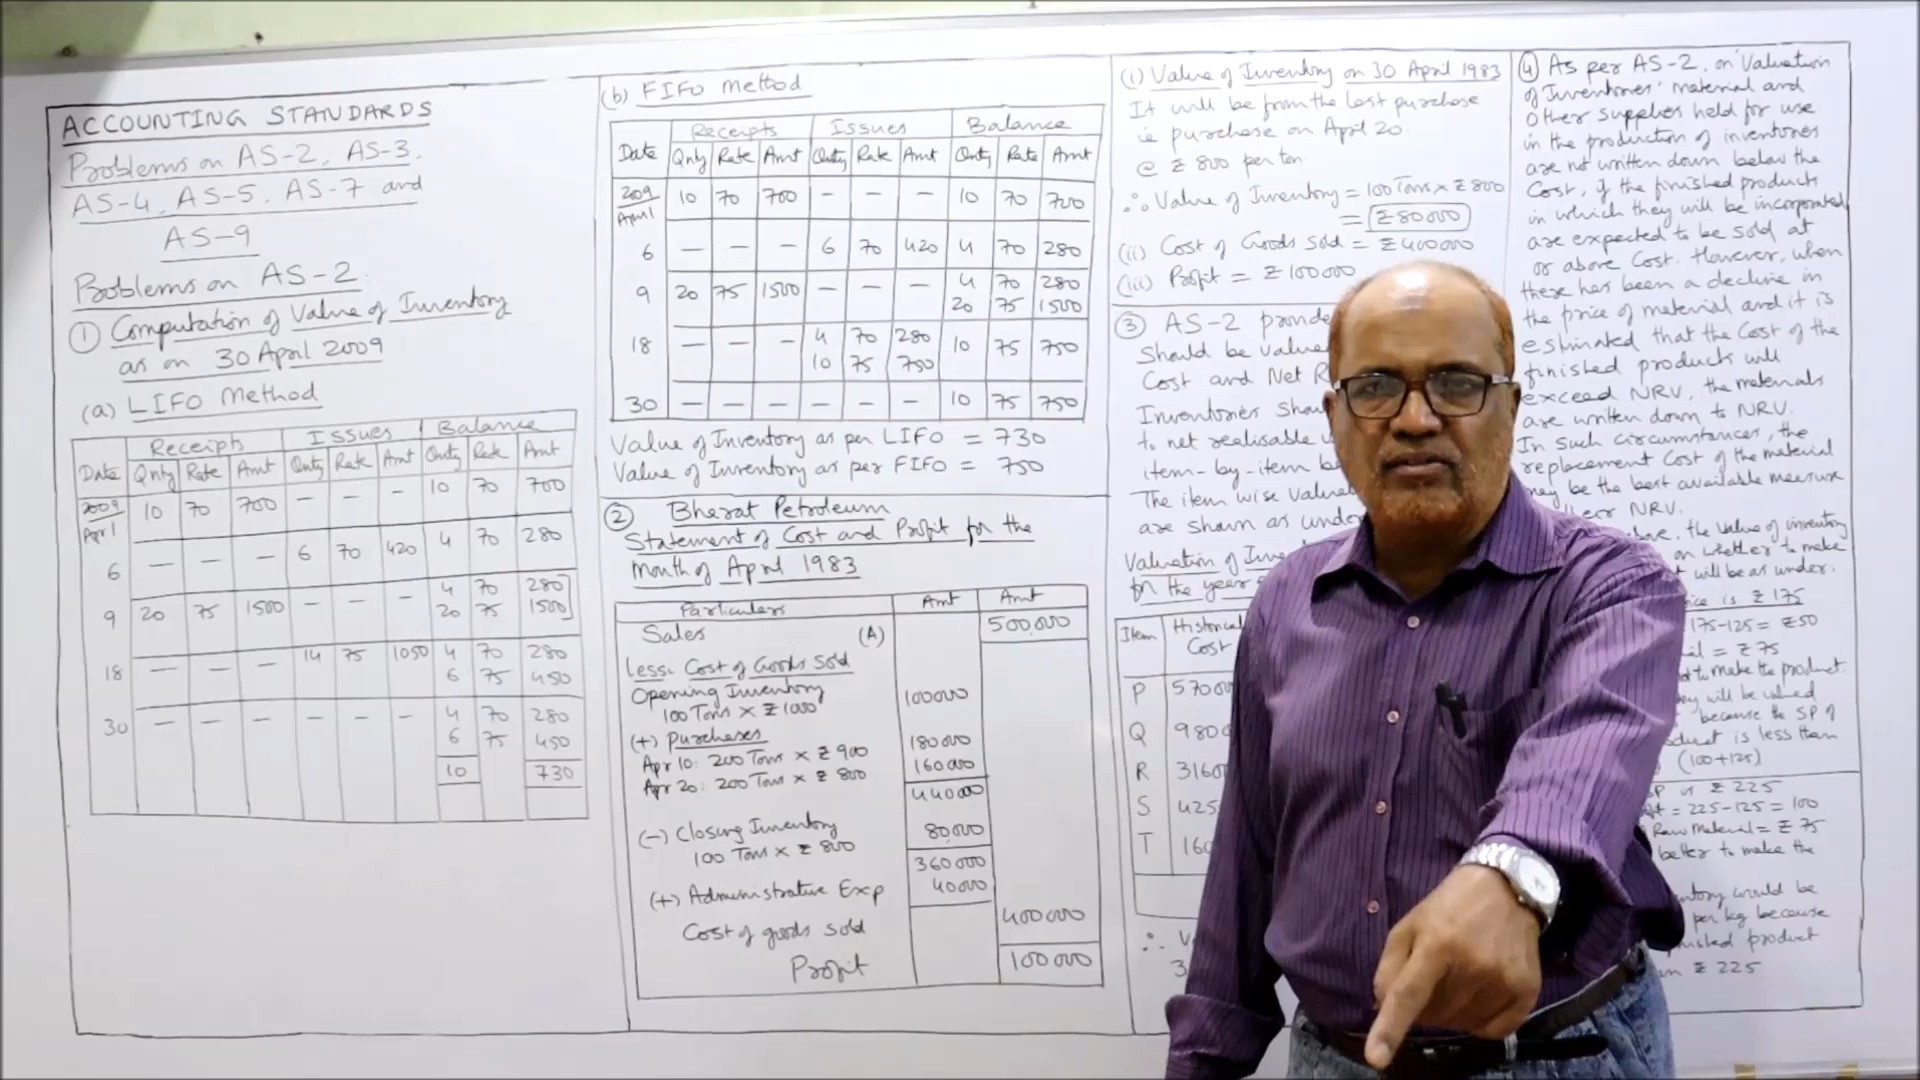 ACCOUNTING STANDARDS
Problems on AS-2, AS-3,
AS-4, AS-5, AS-7 and
AS-9
Problems on AS-2:
① Computation of Value of Inventory
as on 30 April 2009
(a) LIFO Method
Receipts Issues Balance
Date Qnty Rate Amt Qnty Rate Amt Qnty Rate Amt
2009
April 10 70 700 — — — 10 70 700
6 — — — 6 70 420 4 70 280
9 20 75 1500 — — — 4 70 280
20 75 1500
18 — — — 14 75 1050 4 70 280
6 75 450
30 — — — — — — 4 70 280
6 75 450
10 730
(b) FIFO Method
Receipts Issues Balance
Date Qnty Rate Amt Qnty Rate Amt Qnty Rate Amt
2009
April 10 70 700 — — — 10 70 700
6 — — — 6 70 420 4 70 280
9 20 75 1500 — — — 4 70 280
20 75 1500
18 — — — 4 70 280 10 75 750
10 75 750
30 — — — — — — 10 75 750
Value of Inventory as per LIFO = 730
Value of Inventory as per FIFO = 750
② Bharat Petroleum
Statement of Cost and Profit for the
Month of April 1983
Particulars Amt Amt
Sales (A) 500,000
Less: Cost of Goods Sold
Opening Inventory
100 Tons × ₹ 1000 100000
(+) Purchases
Apr 10: 200 Tons × ₹ 900 180000
Apr 20: 200 Tons × ₹ 800 160000
440000
(-) Closing Inventory 80,000
100 Tons × ₹ 800
360000
(+) Administrative Exp 40000
Cost of goods sold 400000
Profit 100000
(i) Value of Inventory on 30 April 1983
It will be from the last purchase
ie purchase on April 20
@ ₹ 800 per ton
∴ Value of Inventory = 100 Tons × ₹ 800
= ₹ 80000
(ii) Cost of Goods Sold = ₹ 400000
(iii) Profit = ₹ 100000
③ AS-2
Should be
Cost and Net
Inventories
to net realisable
item-by-item
The item wise
are shown as under
Valuation of
for the year
Item Historical
Cost
P
Q
R
S
T
④ As per AS-2, on 'Valuation
of Inventories' material and
Other supplies held for use
in the production of inventories
are not written down below the
Cost, if the finished products
in which they will be incorporated
are expected to be sold at
or above Cost. However, when
there has been a decline in
the price of material and it is
estimated that the Cost of the
finished products will
exceed NRV, the materials
are written down to NRV.
In such circumstances, the
replacement Cost of the material
may be the best available measure
NRV.
the value of inventory
on whether to make
will be as under.
is ₹ 175
175-125 = ₹ 50
= ₹ 75
to make the product.
will be valued
because the SP of
is less than
(100+125)
₹ 225
= 225-125 = 100
Raw Material = ₹ 75
better to make the
would be
per kg because
product
₹ 225